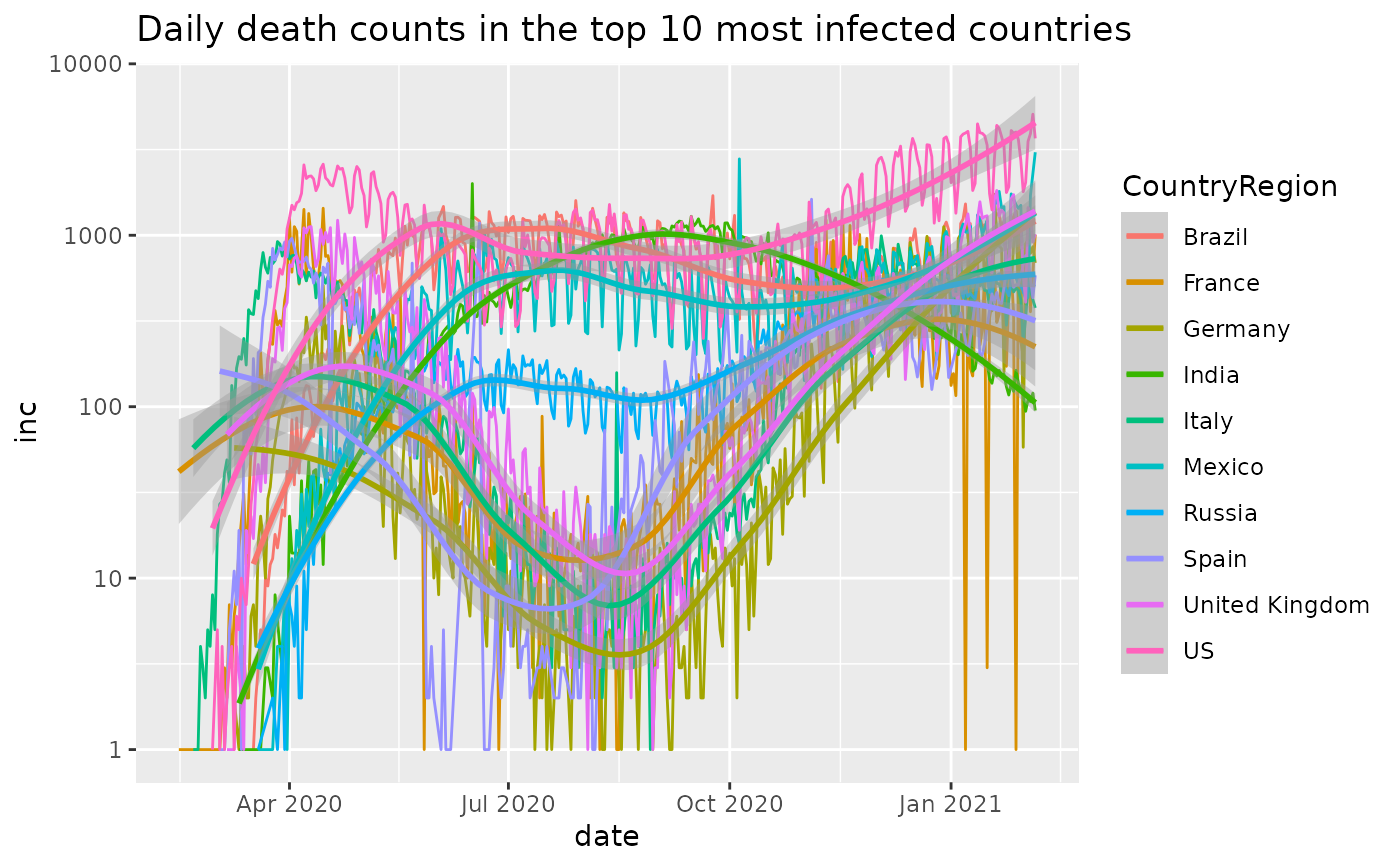 Daily death counts in the top 10 most infected countries
10000
1000
100
10
1
inc
Apr 2020
Jul 2020
Oct 2020
Jan 2021
date
CountryRegion
Brazil
France
Germany
India
Italy
Mexico
Russia
Spain
United Kingdom
US